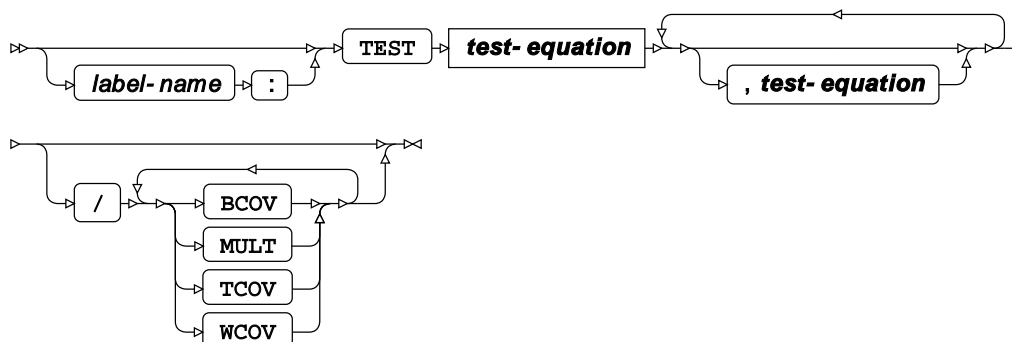 TEST test-equation
label-name : , test-equation
/ BCOV
MULT
TCOV
WCOV